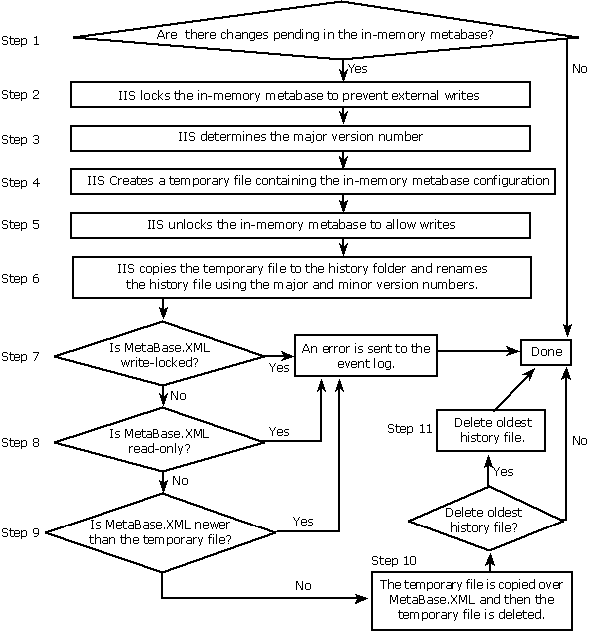 Step 1
Are there changes pending in the in-memory metabase?
Yes
No
Step 2
IIS locks the in-memory metabase to prevent external writes
Step 3
IIS determines the major version number
Step 4
IIS Creates a temporary file containing the in-memory metabase configuration
Step 5
IIS unlocks the in-memory metabase to allow writes
Step 6
IIS copies the temporary file to the history folder and renames
the history file using the major and minor version numbers.
Step 7
Is MetaBase.XML
write-locked?
Yes
No
An error is sent to the
event log.
Done
Step 8
Is MetaBase.XML
read-only?
Yes
No
Step 9
Is MetaBase.XML newer
than the temporary file?
Yes
No
Step 10
The temporary file is copied over
MetaBase.XML and then the
temporary file is deleted.
Delete oldest
history file?
Yes
No
Step 11
Delete oldest
history file.